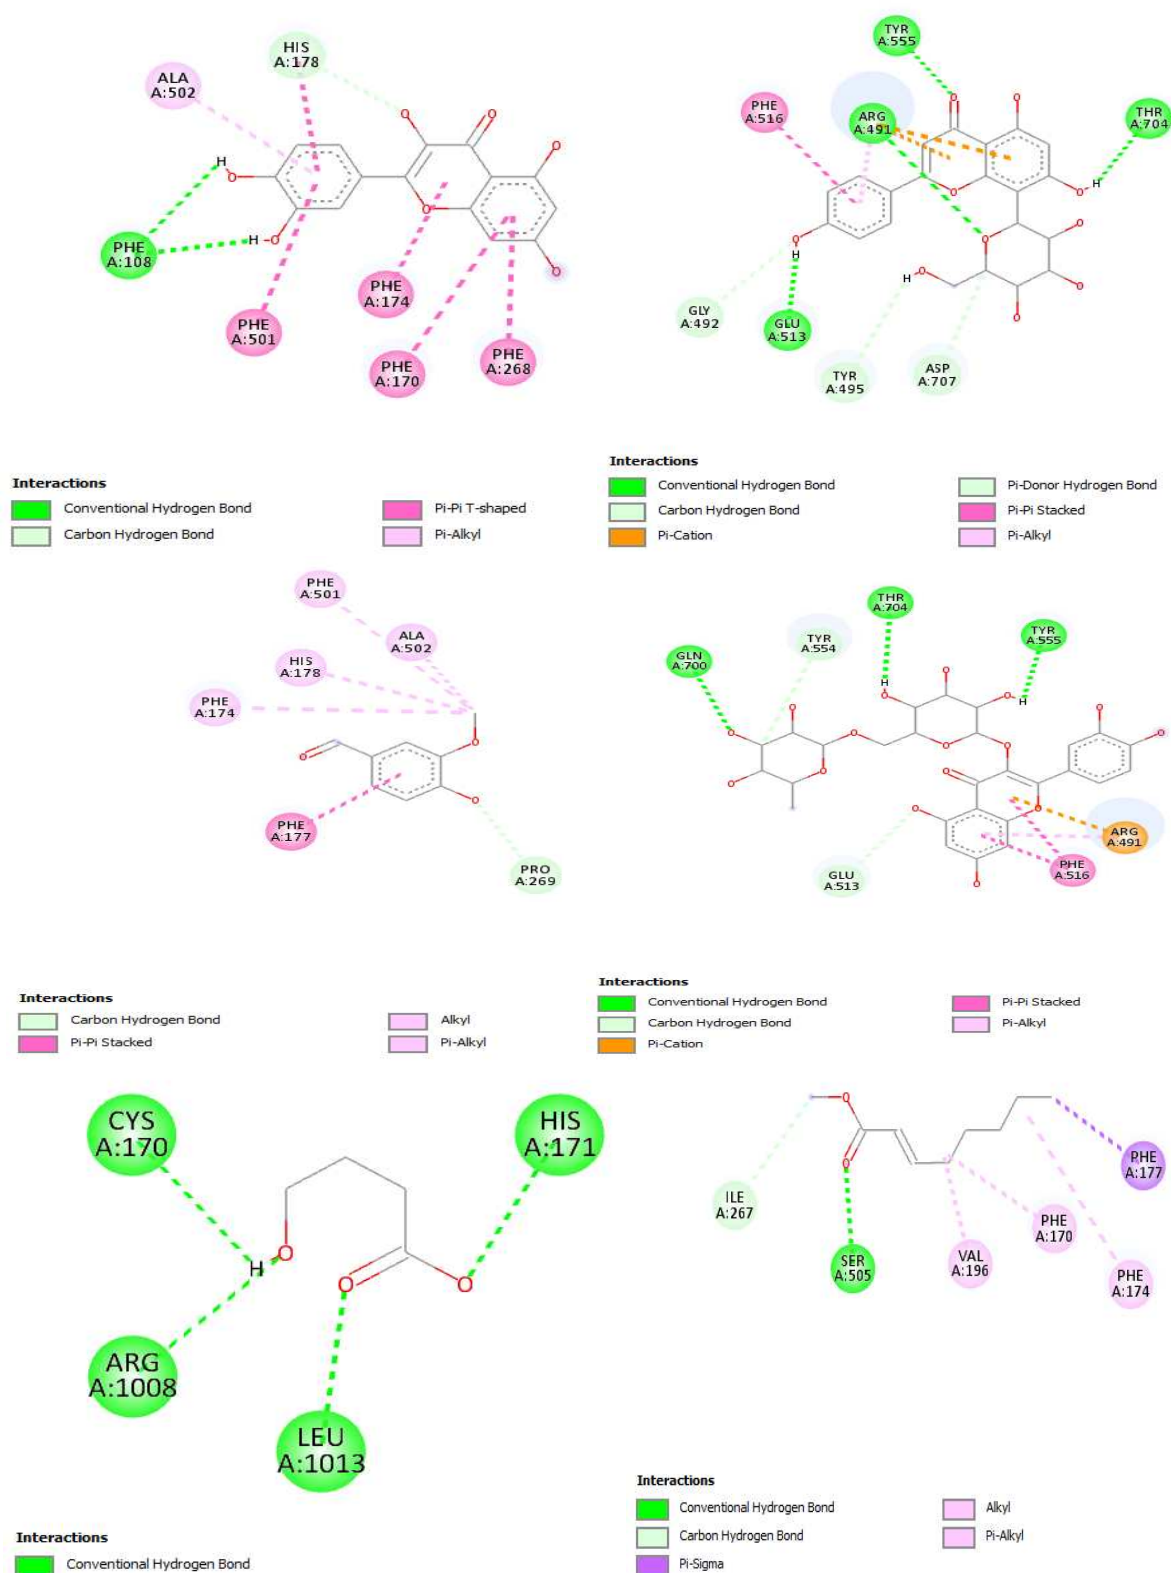 HIS
A:178
ALA
A:502
H
O
O
O
O
O
H
O
O
PHE
A:108
PHE
A:174
PHE
A:501
PHE
A:170
PHE
A:268
Interactions
Conventional Hydrogen Bond
Carbon Hydrogen Bond
Pi-Pi T-shaped
Pi-Alkyl
TYR
A:555
PHE
A:516
ARG
A:491
THR
A:704
O
O
H
O
O
O
H
O
O
H
O
O
O
O
GLY
A:492
GLU
A:513
TYR
A:495
ASP
A:707
Interactions
Conventional Hydrogen Bond
Carbon Hydrogen Bond
Pi-Cation
Pi-Donor Hydrogen Bond
Pi-Pi Stacked
Pi-Alkyl
PHE
A:501
ALA
A:502
HIS
A:178
PHE
A:174
O
O
O
PHE
A:177
PRO
A:269
Interactions
Carbon Hydrogen Bond
Pi-Pi Stacked
Alkyl
Pi-Alkyl
THR
A:704
TYR
A:554
TYR
A:555
GLN
A:700
H
O
O
O
H
O
O
O
O
O
O
O
O
O
O
O
O
O
O
ARG
A:491
PHE
A:516
GLU
A:513
Interactions
Conventional Hydrogen Bond
Carbon Hydrogen Bond
Pi-Cation
Pi-Pi Stacked
Pi-Alkyl
CYS
A:170
HIS
A:171
H
O
O
O
ARG
A:1008
LEU
A:1013
Interactions
Conventional Hydrogen Bond
O
O
PHE
A:177
ILE
A:267
SER
A:505
VAL
A:196
PHE
A:170
PHE
A:174
Interactions
Conventional Hydrogen Bond
Carbon Hydrogen Bond
Pi-Sigma
Alkyl
Pi-Alkyl